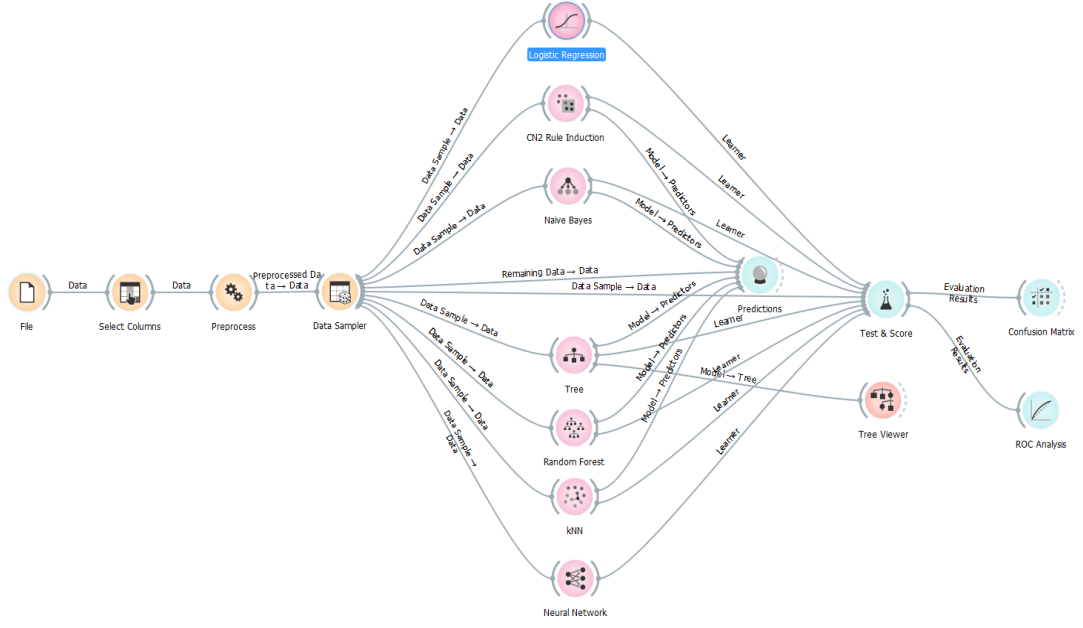 Logistic Regression
Data Sample → Data
Learner
CN2 Rule Induction
Data Sample → Data
Model → Predictors
Learner
Naive Bayes
Data Sample → Data
Model → Predictors
Learner
File
Data
Select Columns
Data
Preprocess
Preprocessed Da
ta → Data
Data Sampler
Remaining Data → Data
Data Sample → Data
Predictions
Test & Score
Evaluation
Results
Confusion Matrix
Data Sample → Data
Model → Predictors
Learner
Tree
Model → Tree
Tree Viewer
Evaluation
Results
ROC Analysis
Data Sample → Data
Model → Predictors
Learner
Random Forest
Data Sample → Data
Model → Predictors
Learner
kNN
Data Sample →
Data
Learner
Neural Network